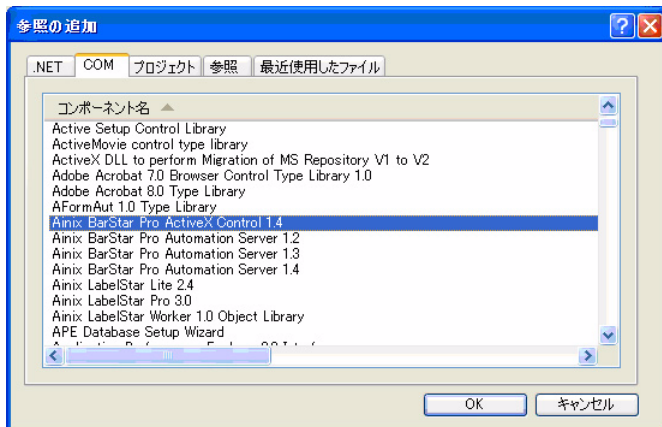 参照の追加
.NET COM プロジェクト 参照 最近使用したファイル
コンポーネント名
Active Setup Control Library
ActiveMovie control type library
ActiveX DLL to perform Migration of MS Repository V1 to V2
Adobe Acrobat 7.0 Browser Control Type Library 1.0
Adobe Acrobat 8.0 Type Library
AFormAut 1.0 Type Library
Ainix BarStar Pro ActiveX Control 1.4
Ainix BarStar Pro Automation Server 1.2
Ainix BarStar Pro Automation Server 1.3
Ainix BarStar Pro Automation Server 1.4
Ainix LabelStar Lite 2.4
Ainix LabelStar Pro 3.0
Ainix LabelStar Worker 1.0 Object Library
APE Database Setup Wizard
OK キャンセル